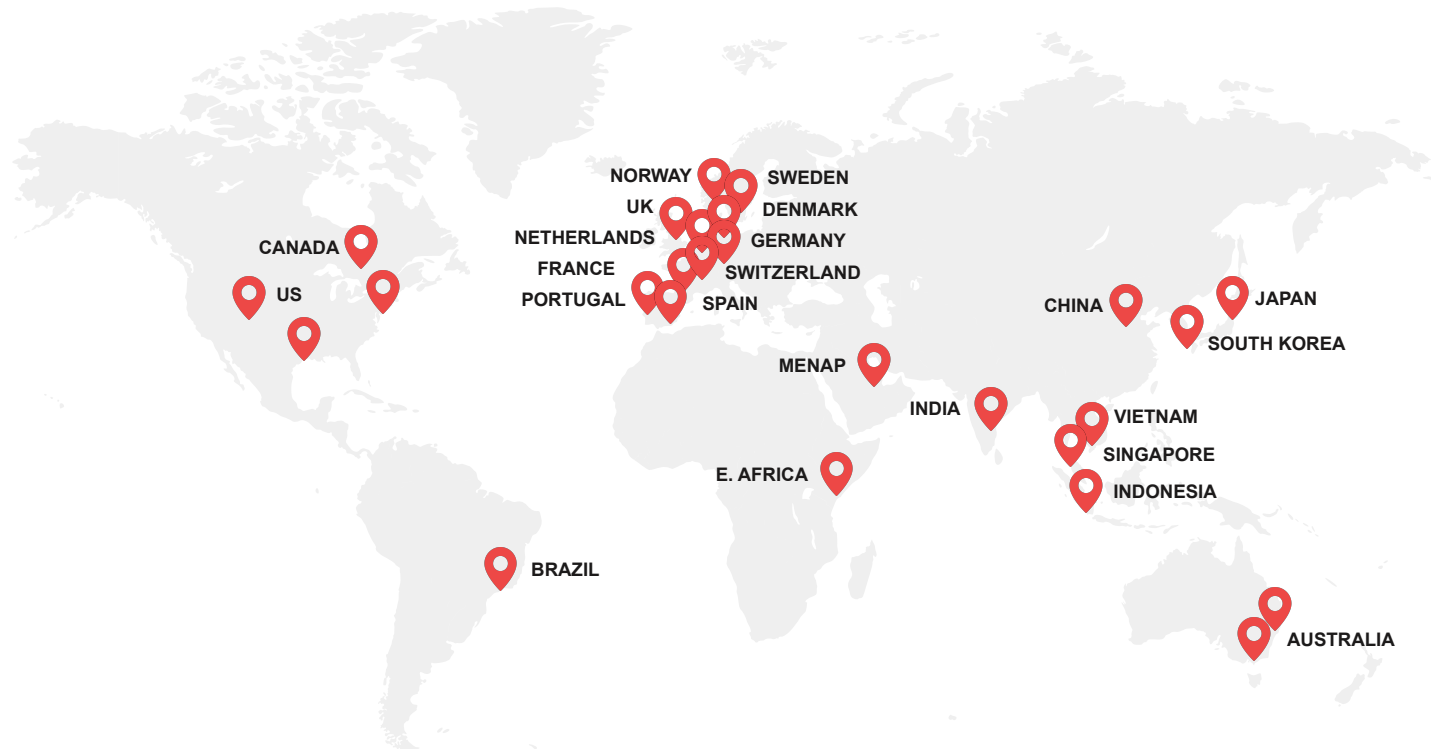 NORWAY
SWEDEN
UK
DENMARK
NETHERLANDS
GERMANY
CANADA
FRANCE
SWITZERLAND
US
PORTUGAL
SPAIN
CHINA
JAPAN
SOUTH KOREA
MENAP
INDIA
VIETNAM
SINGAPORE
E. AFRICA
INDONESIA
BRAZIL
AUSTRALIA